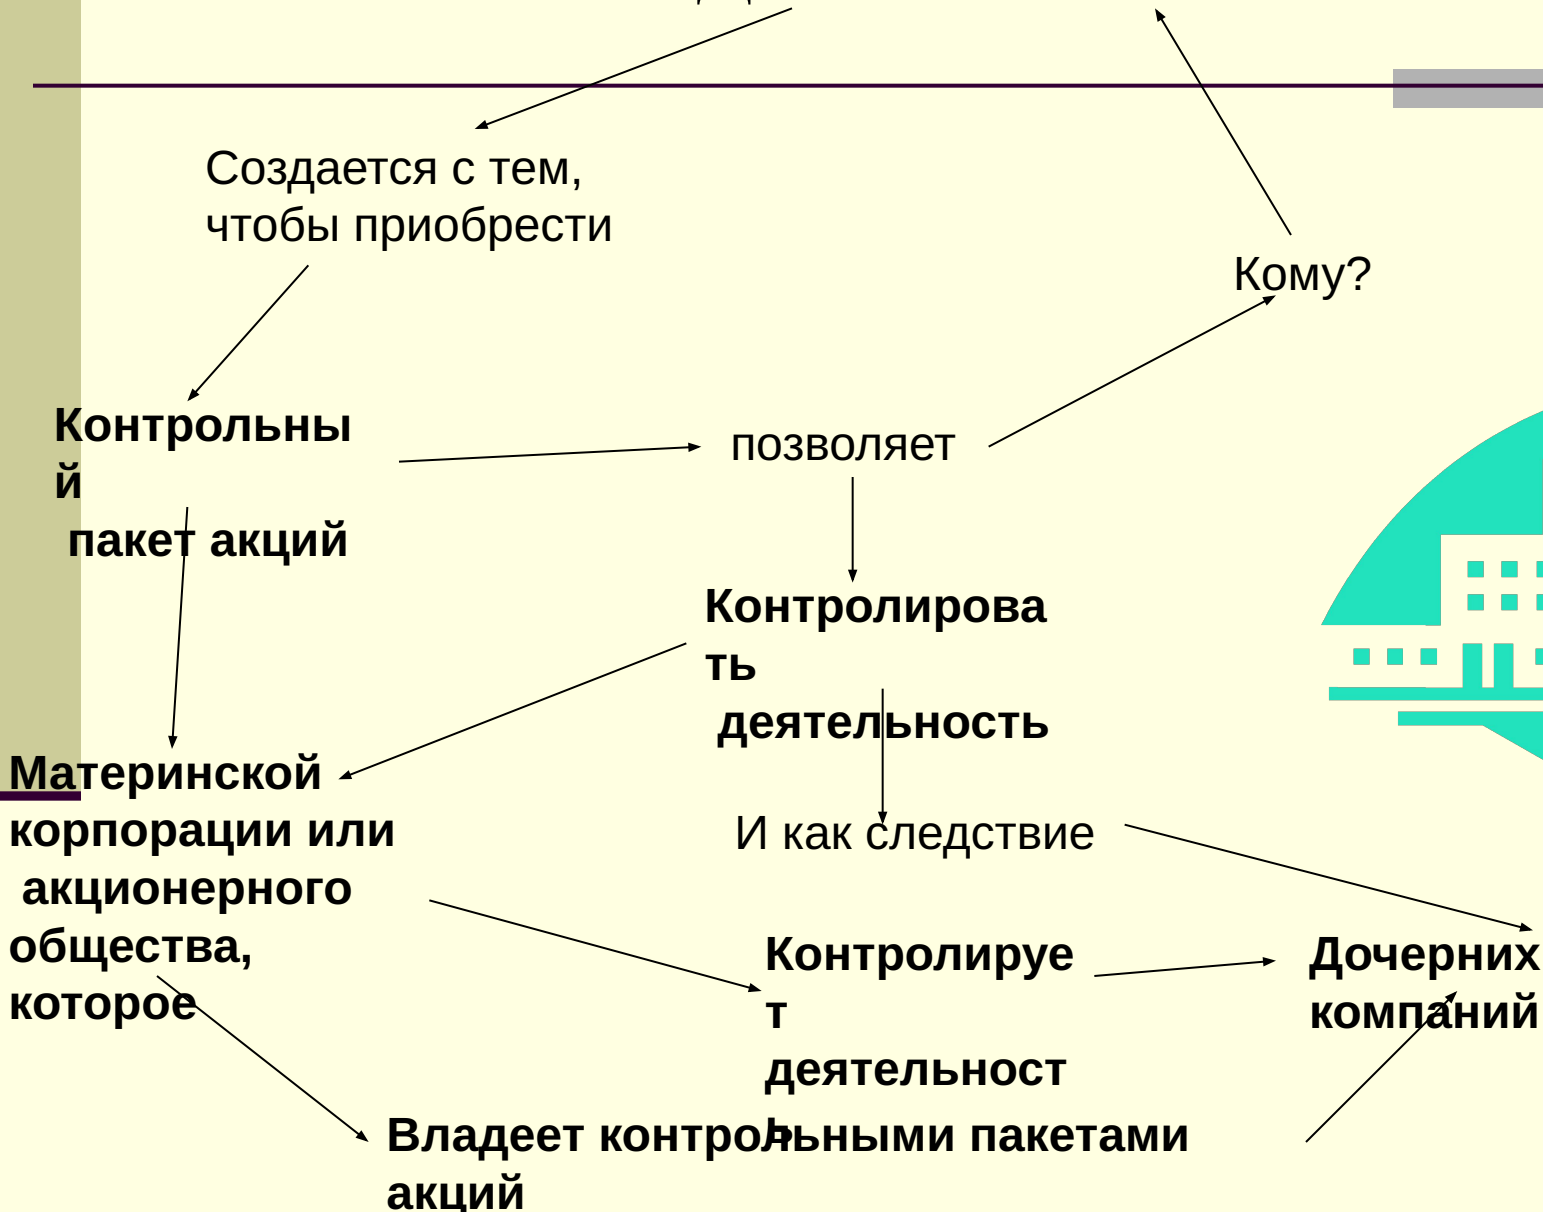 Создается с тем,
чтобы приобрести
Кому?
Контрольны
й
пакет акций
позволяет
Контролирова
ть
деятельность
Материнской
корпорации или
акционерного
общества,
которое
И как следствие
Контролируе
т
деятельност
ь
Дочерних
компаний
Владеет контрольными пакетами
акций